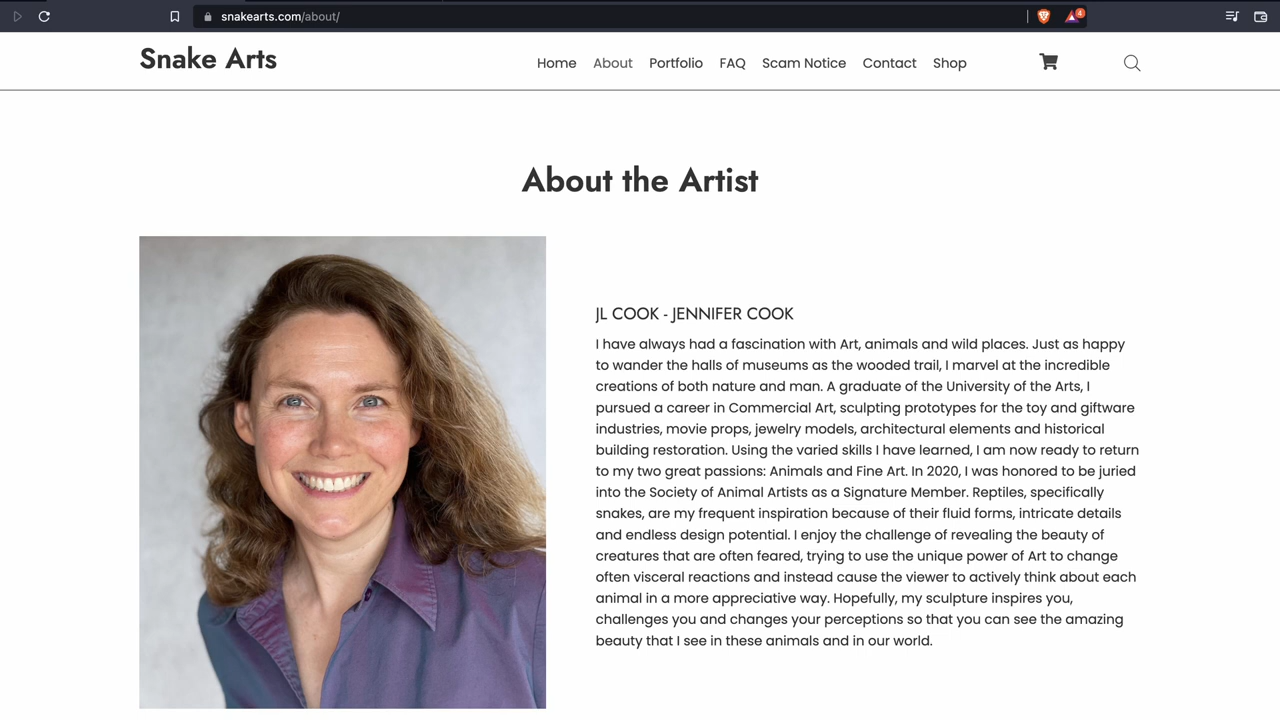 snakearts.com/about/
4
Snake Arts
Home About Portfolio FAQ Scam Notice Contact Shop
About the Artist
JL COOK - JENNIFER COOK
I have always had a fascination with Art, animals and wild places. Just as happy
to wander the halls of museums as the wooded trail, I marvel at the incredible
creations of both nature and man. A graduate of the University of the Arts, I
pursued a career in Commercial Art, sculpting prototypes for the toy and giftware
industries, movie props, jewelry models, architectural elements and historical
building restoration. Using the varied skills I have learned, I am now ready to return
to my two great passions: Animals and Fine Art. In 2020, I was honored to be juried
into the Society of Animal Artists as a Signature Member. Reptiles, specifically
snakes, are my frequent inspiration because of their fluid forms, intricate details
and endless design potential. I enjoy the challenge of revealing the beauty of
creatures that are often feared, trying to use the unique power of Art to change
often visceral reactions and instead cause the viewer to actively think about each
animal in a more appreciative way. Hopefully, my sculpture inspires you,
challenges you and changes your perceptions so that you can see the amazing
beauty that I see in these animals and in our world.